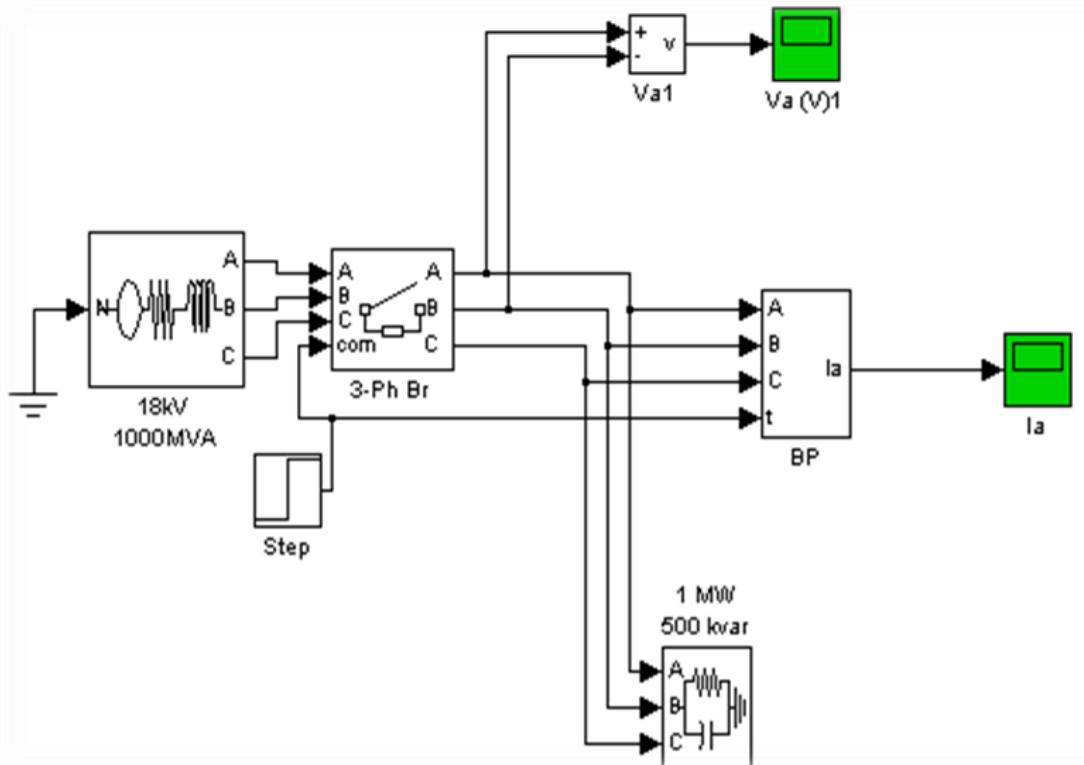 +
-
v
Va1
Va (V)1
N
A
B
C
18kV
1000MVA
A
B
C
com
A
B
C
3-Ph Br
Step
A
B
C
t
Ia
BP
Ia
1 MW
500 kvar
A
B
C